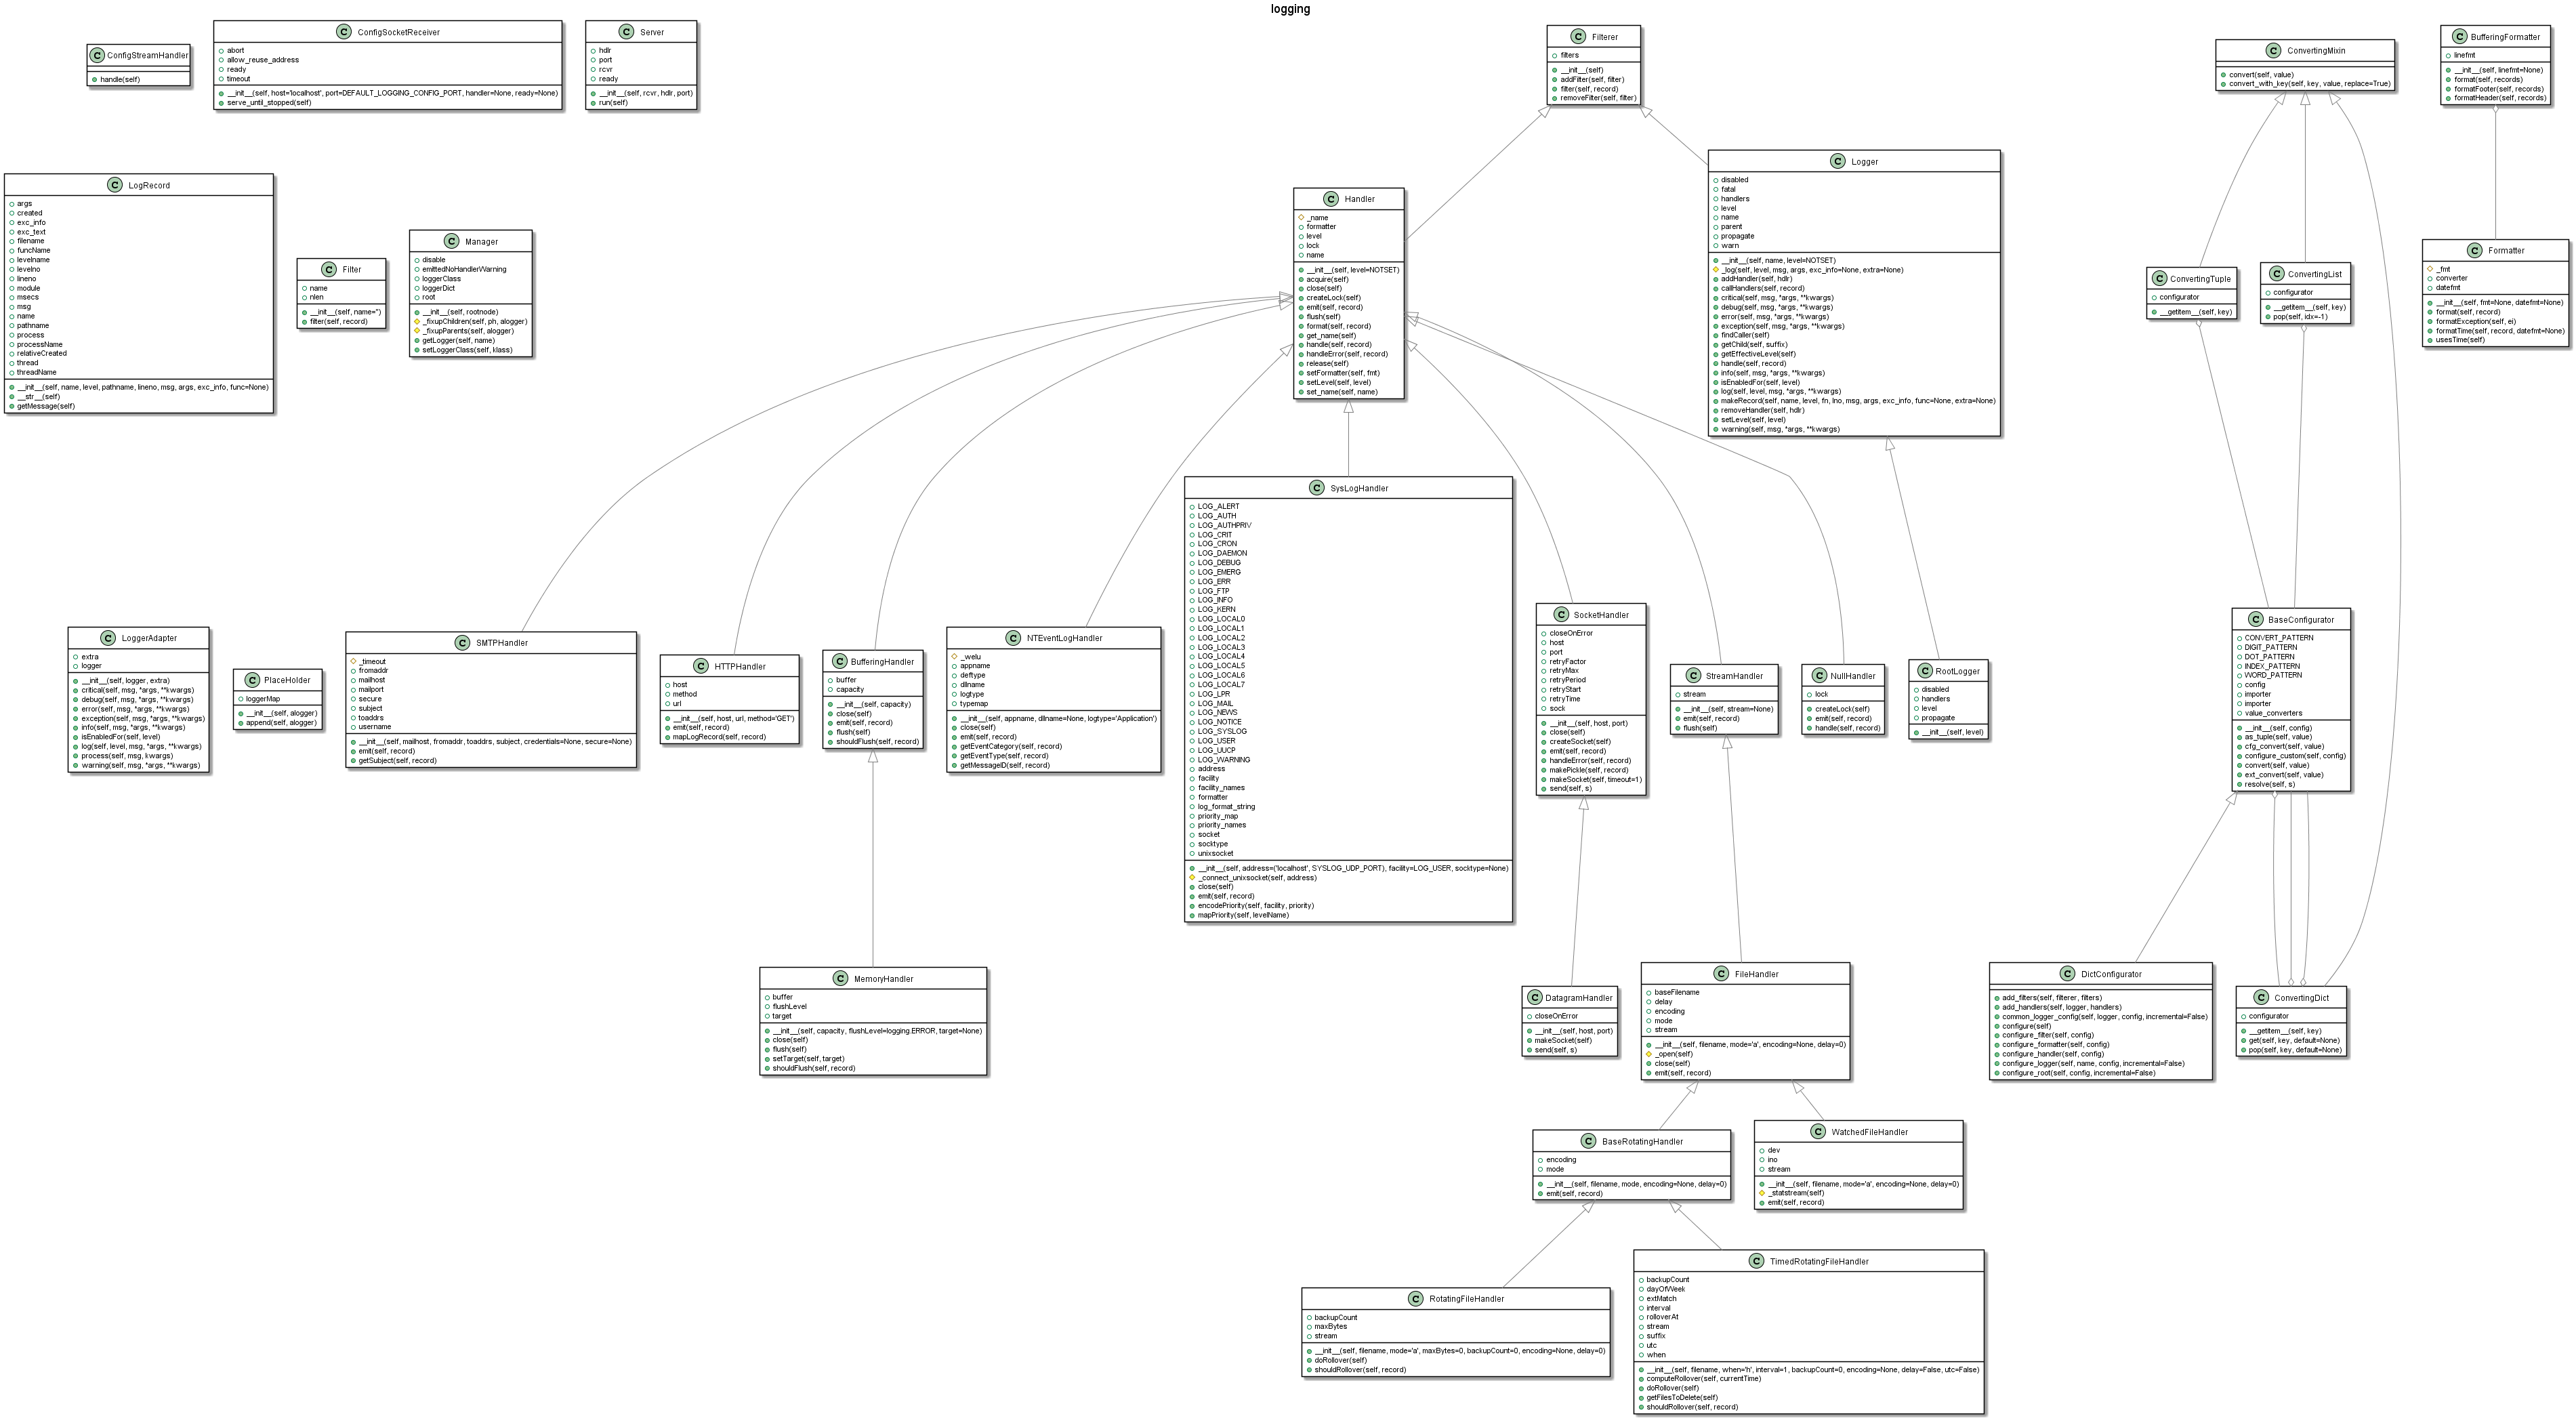 logging
ConfigStreamHandler
handle(self)
ConfigSocketReceiver
abort
allow_reuse_address
ready
timeout
__init__(self, host='localhost', port=DEFAULT_LOGGING_CONFIG_PORT, handler=None, ready=None)
serve_until_stopped(self)
Server
hdlr
port
rcvr
ready
__init__(self, rcvr, hdlr, port)
run(self)
Filterer
filters
__init__(self)
addFilter(self, filter)
filter(self, record)
removeFilter(self, filter)
ConvertingMixin
convert(self, value)
convert_with_key(self, key, value, replace=True)
BufferingFormatter
linefmt
__init__(self, linefmt=None)
format(self, records)
formatFooter(self, records)
formatHeader(self, records)
LogRecord
args
created
exc_info
exc_text
filename
funcName
levelname
levelno
lineno
module
msecs
msg
name
pathname
process
processName
relativeCreated
thread
threadName
__init__(self, name, level, pathname, lineno, msg, args, exc_info, func=None)
__str__(self)
getMessage(self)
Filter
name
nlen
__init__(self, name='')
filter(self, record)
Manager
disable
emittedNoHandlerWarning
loggerClass
loggerDict
root
__init__(self, rootnode)
_fixupChildren(self, ph, alogger)
_fixupParents(self, alogger)
getLogger(self, name)
setLoggerClass(self, klass)
Handler
_name
formatter
level
lock
name
__init__(self, level=NOTSET)
acquire(self)
close(self)
createLock(self)
emit(self, record)
flush(self)
format(self, record)
get_name(self)
handle(self, record)
handleError(self, record)
release(self)
setFormatter(self, fmt)
setLevel(self, level)
set_name(self, name)
Logger
disabled
fatal
handlers
level
name
parent
propagate
warn
__init__(self, name, level=NOTSET)
_log(self, level, msg, args, exc_info=None, extra=None)
addHandler(self, hdlr)
callHandlers(self, record)
critical(self, msg, *args, **kwargs)
debug(self, msg, *args, **kwargs)
error(self, msg, *args, **kwargs)
exception(self, msg, *args, **kwargs)
findCaller(self)
getChild(self, suffix)
getEffectiveLevel(self)
handle(self, record)
info(self, msg, *args, **kwargs)
isEnabledFor(self, level)
log(self, level, msg, *args, **kwargs)
makeRecord(self, name, level, fn, lno, msg, args, exc_info, func=None, extra=None)
removeHandler(self, hdlr)
setLevel(self, level)
warning(self, msg, *args, **kwargs)
ConvertingTuple
configurator
__getitem__(self, key)
ConvertingList
configurator
__getitem__(self, key)
pop(self, idx=-1)
Formatter
_fmt
converter
datefmt
__init__(self, fmt=None, datefmt=None)
format(self, record)
formatException(self, ei)
formatTime(self, record, datefmt=None)
usesTime(self)
LoggerAdapter
extra
logger
__init__(self, logger, extra)
critical(self, msg, *args, **kwargs)
debug(self, msg, *args, **kwargs)
error(self, msg, *args, **kwargs)
exception(self, msg, *args, **kwargs)
info(self, msg, *args, **kwargs)
isEnabledFor(self, level)
log(self, level, msg, *args, **kwargs)
process(self, msg, kwargs)
warning(self, msg, *args, **kwargs)
PlaceHolder
loggerMap
__init__(self, alogger)
append(self, alogger)
SMTPHandler
_timeout
fromaddr
mailhost
mailport
secure
subject
toaddrs
username
__init__(self, mailhost, fromaddr, toaddrs, subject, credentials=None, secure=None)
emit(self, record)
getSubject(self, record)
HTTPHandler
host
method
url
__init__(self, host, url, method='GET')
emit(self, record)
mapLogRecord(self, record)
BufferingHandler
buffer
capacity
__init__(self, capacity)
close(self)
emit(self, record)
flush(self)
shouldFlush(self, record)
NTEventLogHandler
_welu
appname
deftype
dllname
logtype
typemap
__init__(self, appname, dllname=None, logtype='Application')
close(self)
emit(self, record)
getEventCategory(self, record)
getEventType(self, record)
getMessageID(self, record)
SysLogHandler
LOG_ALERT
LOG_AUTH
LOG_AUTHPRIV
LOG_CRIT
LOG_CRON
LOG_DAEMON
LOG_DEBUG
LOG_EMERG
LOG_ERR
LOG_FTP
LOG_INFO
LOG_KERN
LOG_LOCAL0
LOG_LOCAL1
LOG_LOCAL2
LOG_LOCAL3
LOG_LOCAL4
LOG_LOCAL5
LOG_LOCAL6
LOG_LOCAL7
LOG_LPR
LOG_MAIL
LOG_NEWS
LOG_NOTICE
LOG_SYSLOG
LOG_USER
LOG_UUCP
LOG_WARNING
address
facility
facility_names
formatter
log_format_string
priority_map
priority_names
socket
socktype
unixsocket
__init__(self, address=('localhost', SYSLOG_UDP_PORT), facility=LOG_USER, socktype=None)
_connect_unixsocket(self, address)
close(self)
emit(self, record)
encodePriority(self, facility, priority)
mapPriority(self, levelName)
SocketHandler
closeOnError
host
port
retryFactor
retryMax
retryPeriod
retryStart
retryTime
sock
__init__(self, host, port)
close(self)
createSocket(self)
emit(self, record)
handleError(self, record)
makePickle(self, record)
makeSocket(self, timeout=1)
send(self, s)
StreamHandler
stream
__init__(self, stream=None)
emit(self, record)
flush(self)
NullHandler
lock
createLock(self)
emit(self, record)
handle(self, record)
RootLogger
disabled
handlers
level
propagate
__init__(self, level)
BaseConfigurator
CONVERT_PATTERN
DIGIT_PATTERN
DOT_PATTERN
INDEX_PATTERN
WORD_PATTERN
config
importer
importer
value_converters
__init__(self, config)
as_tuple(self, value)
cfg_convert(self, value)
configure_custom(self, config)
convert(self, value)
ext_convert(self, value)
resolve(self, s)
MemoryHandler
buffer
flushLevel
target
__init__(self, capacity, flushLevel=logging.ERROR, target=None)
close(self)
flush(self)
setTarget(self, target)
shouldFlush(self, record)
DatagramHandler
closeOnError
__init__(self, host, port)
makeSocket(self)
send(self, s)
FileHandler
baseFilename
delay
encoding
mode
stream
__init__(self, filename, mode='a', encoding=None, delay=0)
_open(self)
close(self)
emit(self, record)
DictConfigurator
add_filters(self, filterer, filters)
add_handlers(self, logger, handlers)
common_logger_config(self, logger, config, incremental=False)
configure(self)
configure_filter(self, config)
configure_formatter(self, config)
configure_handler(self, config)
configure_logger(self, name, config, incremental=False)
configure_root(self, config, incremental=False)
ConvertingDict
configurator
__getitem__(self, key)
get(self, key, default=None)
pop(self, key, default=None)
BaseRotatingHandler
encoding
mode
__init__(self, filename, mode, encoding=None, delay=0)
emit(self, record)
WatchedFileHandler
dev
ino
stream
__init__(self, filename, mode='a', encoding=None, delay=0)
_statstream(self)
emit(self, record)
RotatingFileHandler
backupCount
maxBytes
stream
__init__(self, filename, mode='a', maxBytes=0, backupCount=0, encoding=None, delay=0)
doRollover(self)
shouldRollover(self, record)
TimedRotatingFileHandler
backupCount
dayOfWeek
extMatch
interval
rolloverAt
stream
suffix
utc
when
__init__(self, filename, when='h', interval=1, backupCount=0, encoding=None, delay=False, utc=False)
computeRollover(self, currentTime)
doRollover(self)
getFilesToDelete(self)
shouldRollover(self, record)